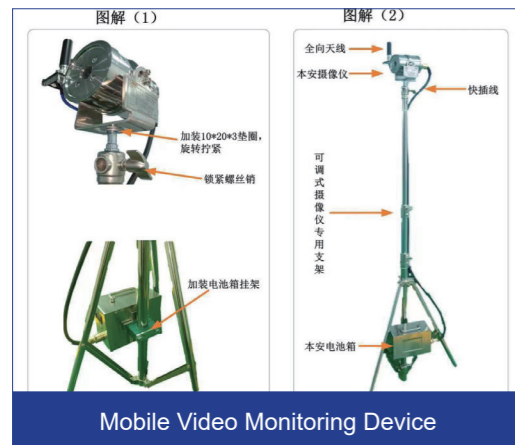 图解（1）
加装10*20*3垫圈，
旋转拧紧
锁紧螺丝销
加装电池箱挂架
图解（2）
全向天线
本安摄像仪
快插线
可调式摄像仪专用支架
本安电池箱
Mobile Video Monitoring Device